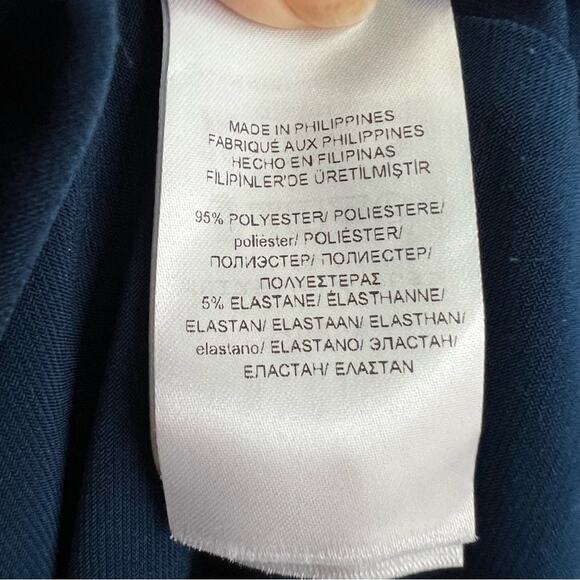 MADE IN PHILIPPINES
FABRIQUÉ AUX PHILIPPINES
HECHO EN FILIPINAS
FİLİPİNLER'DE ÜRETİLMİŞTİR
95% POLYESTER/ POLIESTERE/
poliéster/ POLIÉSTER/
ПОЛИЭСТЕР/ ПОЛИЕСТЕР/
ΠΟΛΥΕΣΤΕΡΑΣ
5% ELASTANE/ ÉLASTHANNE/
ELASTAN/ ELASTAAN/ ELASTHAN/
elastano/ ELASTANO/ ЭЛАСТАН/
ЕЛАСТАН/ ΕΛΑΣΤΑΝ